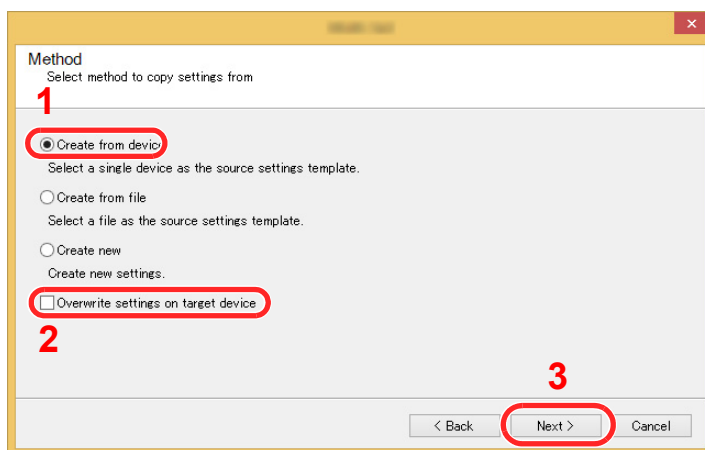 Method
Select method to copy settings from
1
Create from device
Select a single device as the source settings template.
Create from file
Select a file as the source settings template.
Create new
Create new settings.
Overwrite settings on target device
2
3
< Back Next > Cancel